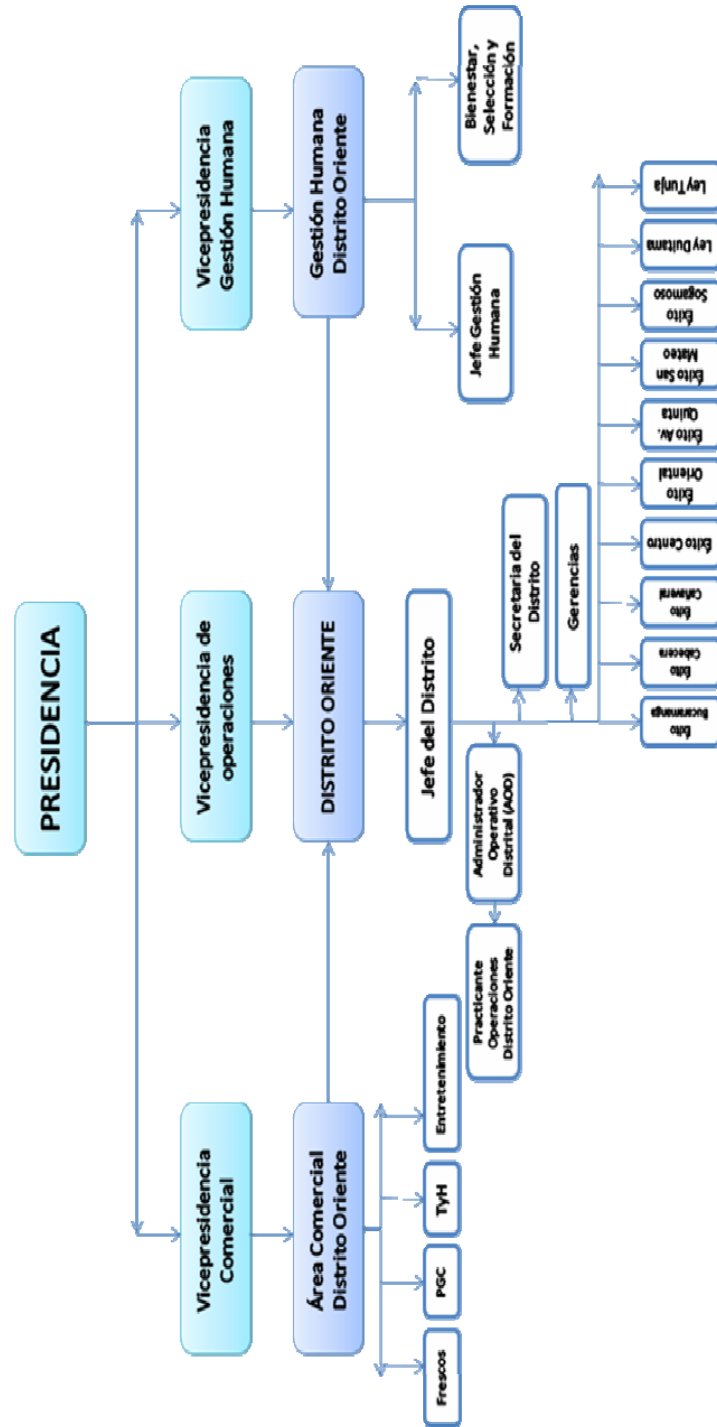 PRESIDENCIA
Vicepresidencia
Comercial
Vicepresidencia de
operaciones
Vicepresidencia
Gestión Humana
Área Comercial
Distrito Oriente
DISTRITO ORIENTE
Gestión Humana
Distrito Oriente
Frescos
PGC
TyH
Entretenimiento
Jefe del Distrito
Jefe Gestión
Humana
Bienestar,
Selección y
Formación
Practicante
Operaciones
Distrito Oriente
Administrador
Operativo
Distrital (AOD)
Secretaria del
Distrito
Gerencias
Éxito
Bucaramanga
Éxito
Cabecera
Éxito
Cañaveral
Éxito Centro
Éxito
Oriental
Éxito Av.
Quinta
Éxito San
Mateo
Éxito
Sogamoso
Ley Duitama
Ley Tunja